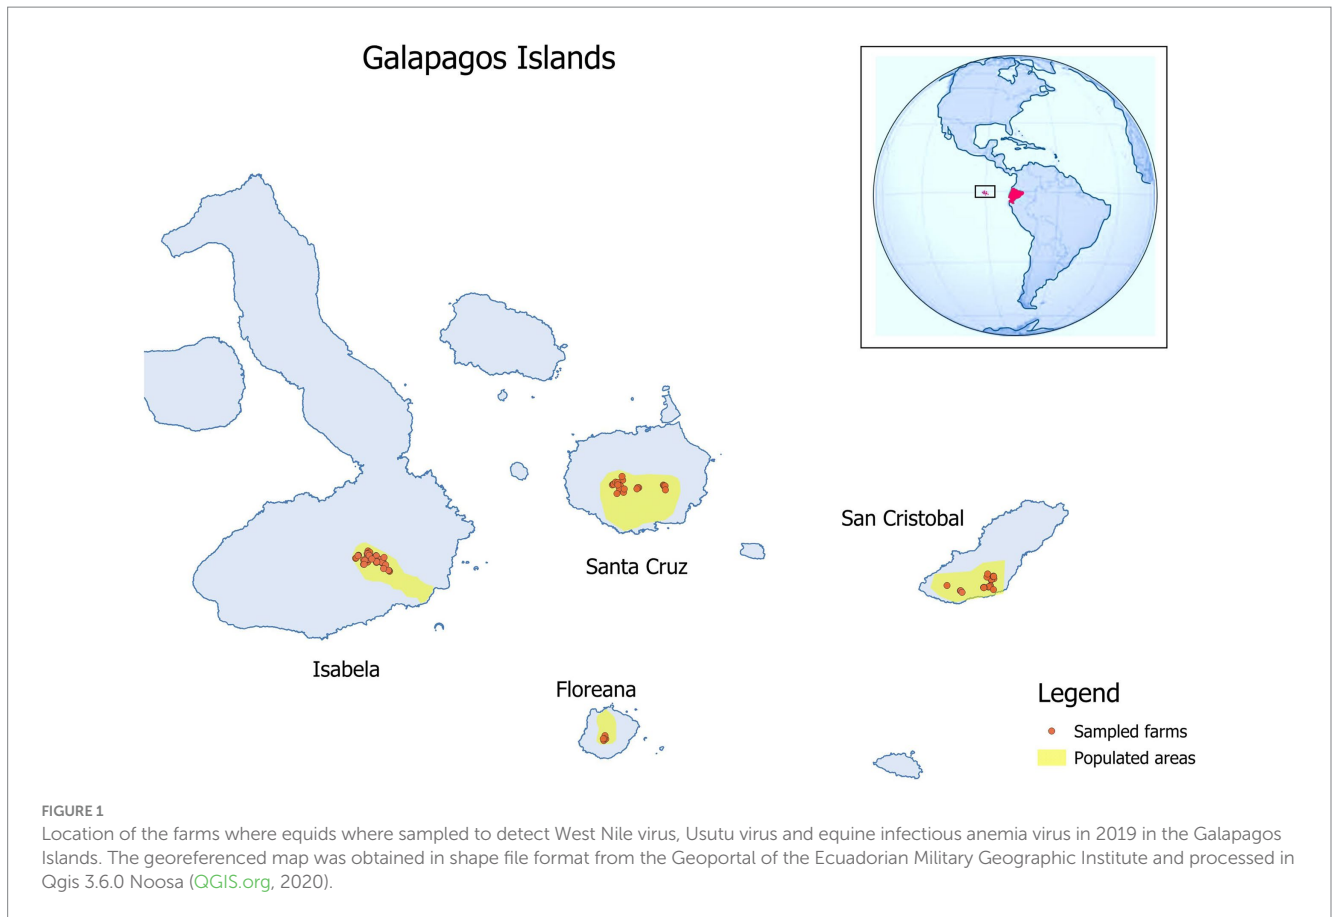 Galapagos Islands
San Cristobal
Santa Cruz
Isabela
Floreana
Legend
Sampled farms
Populated areas
FIGURE 1
Location of the farms where equids where sampled to detect West Nile virus, Usutu virus and equine infectious anemia virus in 2019 in the Galapagos
Islands. The georeferenced map was obtained in shape file format from the Geoportal of the Ecuadorian Military Geographic Institute and processed in
Qgis 3.6.0 Noosa (QGIS.org, 2020).